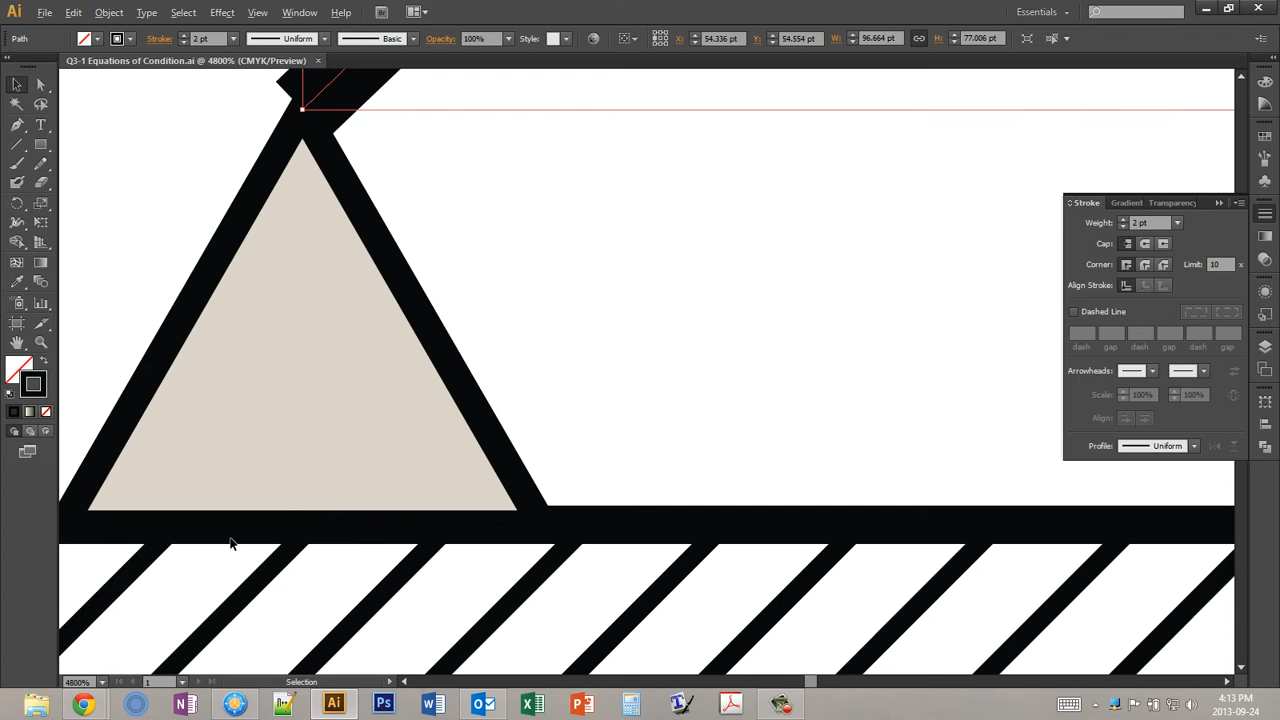 Ai File Edit Object Type Select Effect View Window Help Br Essentials
Path Stroke: 2 pt Uniform Basic Opacity: 100% Style: X: 54.336 pt Y: 54.554 pt W: 96.664 pt H: 77.006 pt
Q3-1 Equations of Condition.ai @ 4800% (CMYK/Preview) ×
Stroke Gradient Transparency
Weight: 2 pt
Cap:
Corner: Limit: 10 x
Align Stroke:
Dashed Line
dash gap dash gap dash gap
Arrowheads:
Scale: 100% 100%
Align:
Profile: Uniform
4800% 1 Selection
4:13 PM
2013-09-24